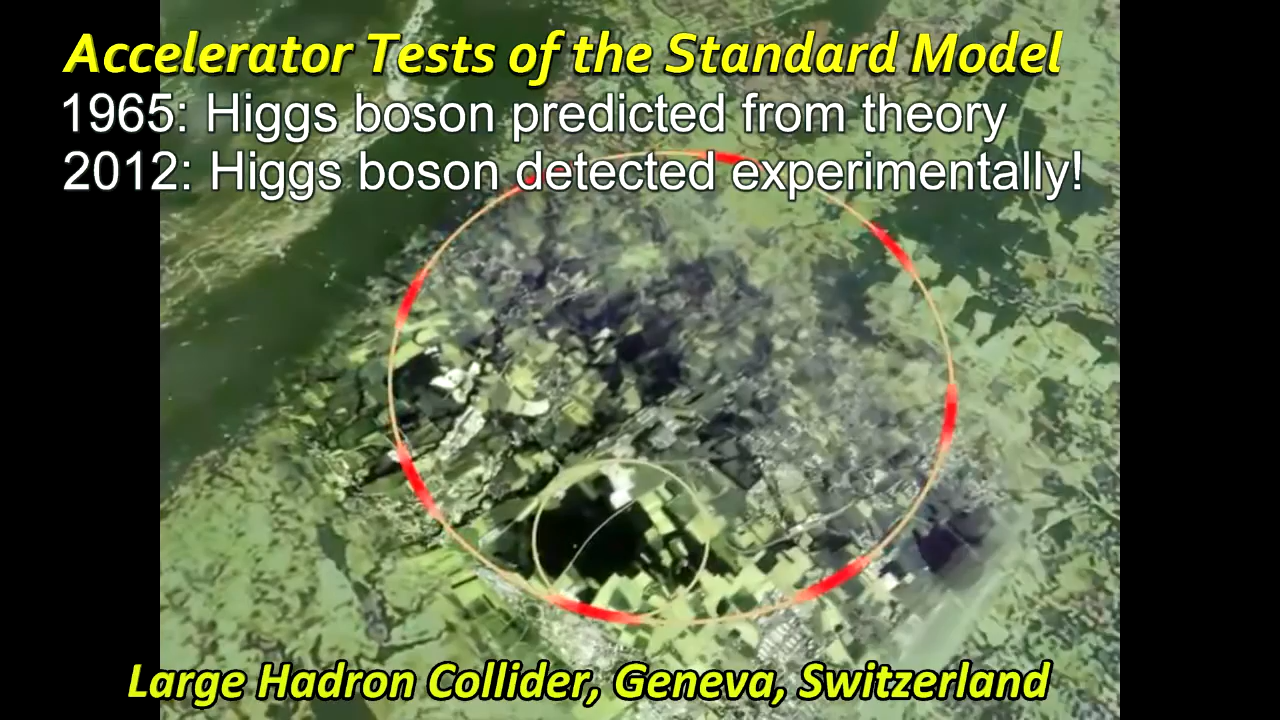 Accelerator Tests of the Standard Model
1965: Higgs boson predicted from theory
2012: Higgs boson detected experimentally!
Large Hadron Collider, Geneva, Switzerland